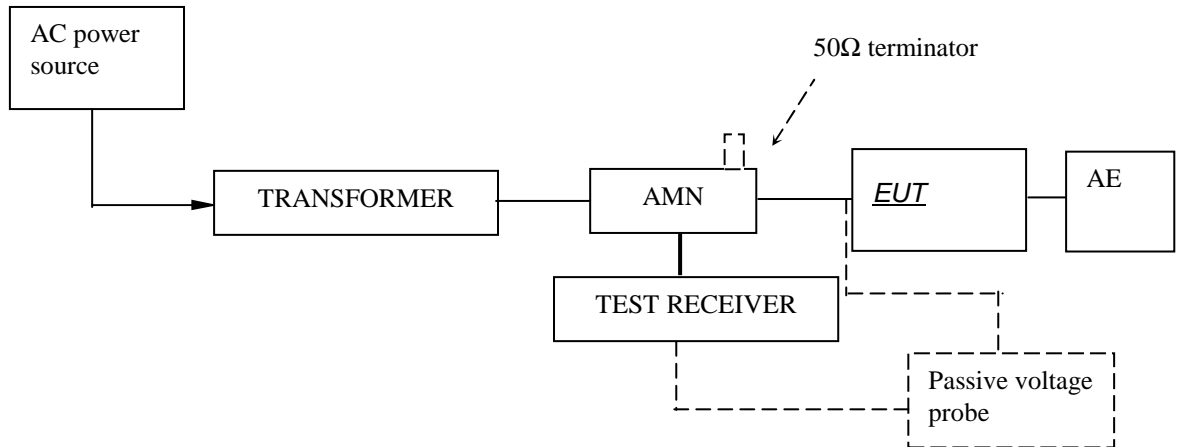 AC power
source
50Ω terminator
TRANSFORMER
AMN
EUT
AE
TEST RECEIVER
Passive voltage
probe